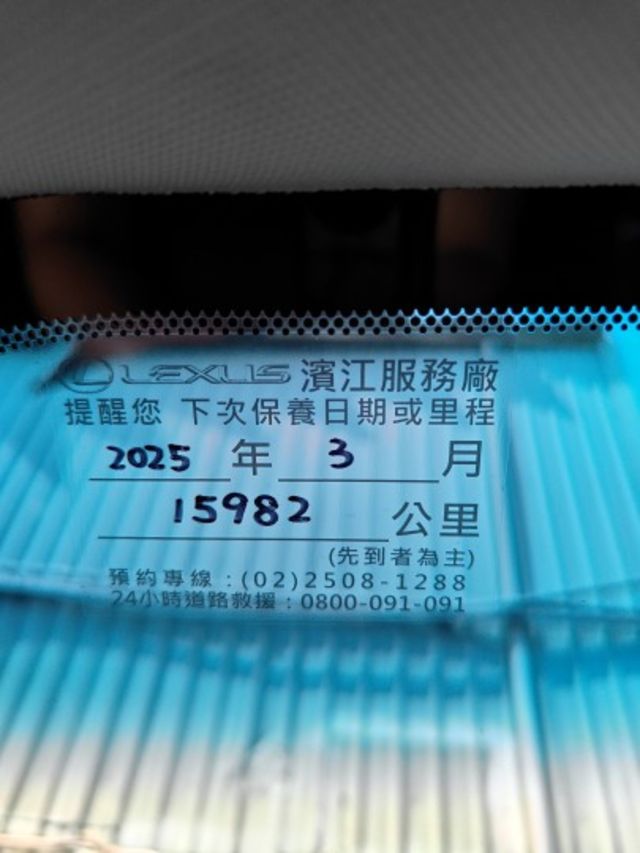 LEXUS 濱江服務廠
提醒您 下次保養日期或里程
2025 年 3 月
15982 公里
(先到者為主)
預約專線:(02)2508-1288
24小時道路救援:0800-091-091